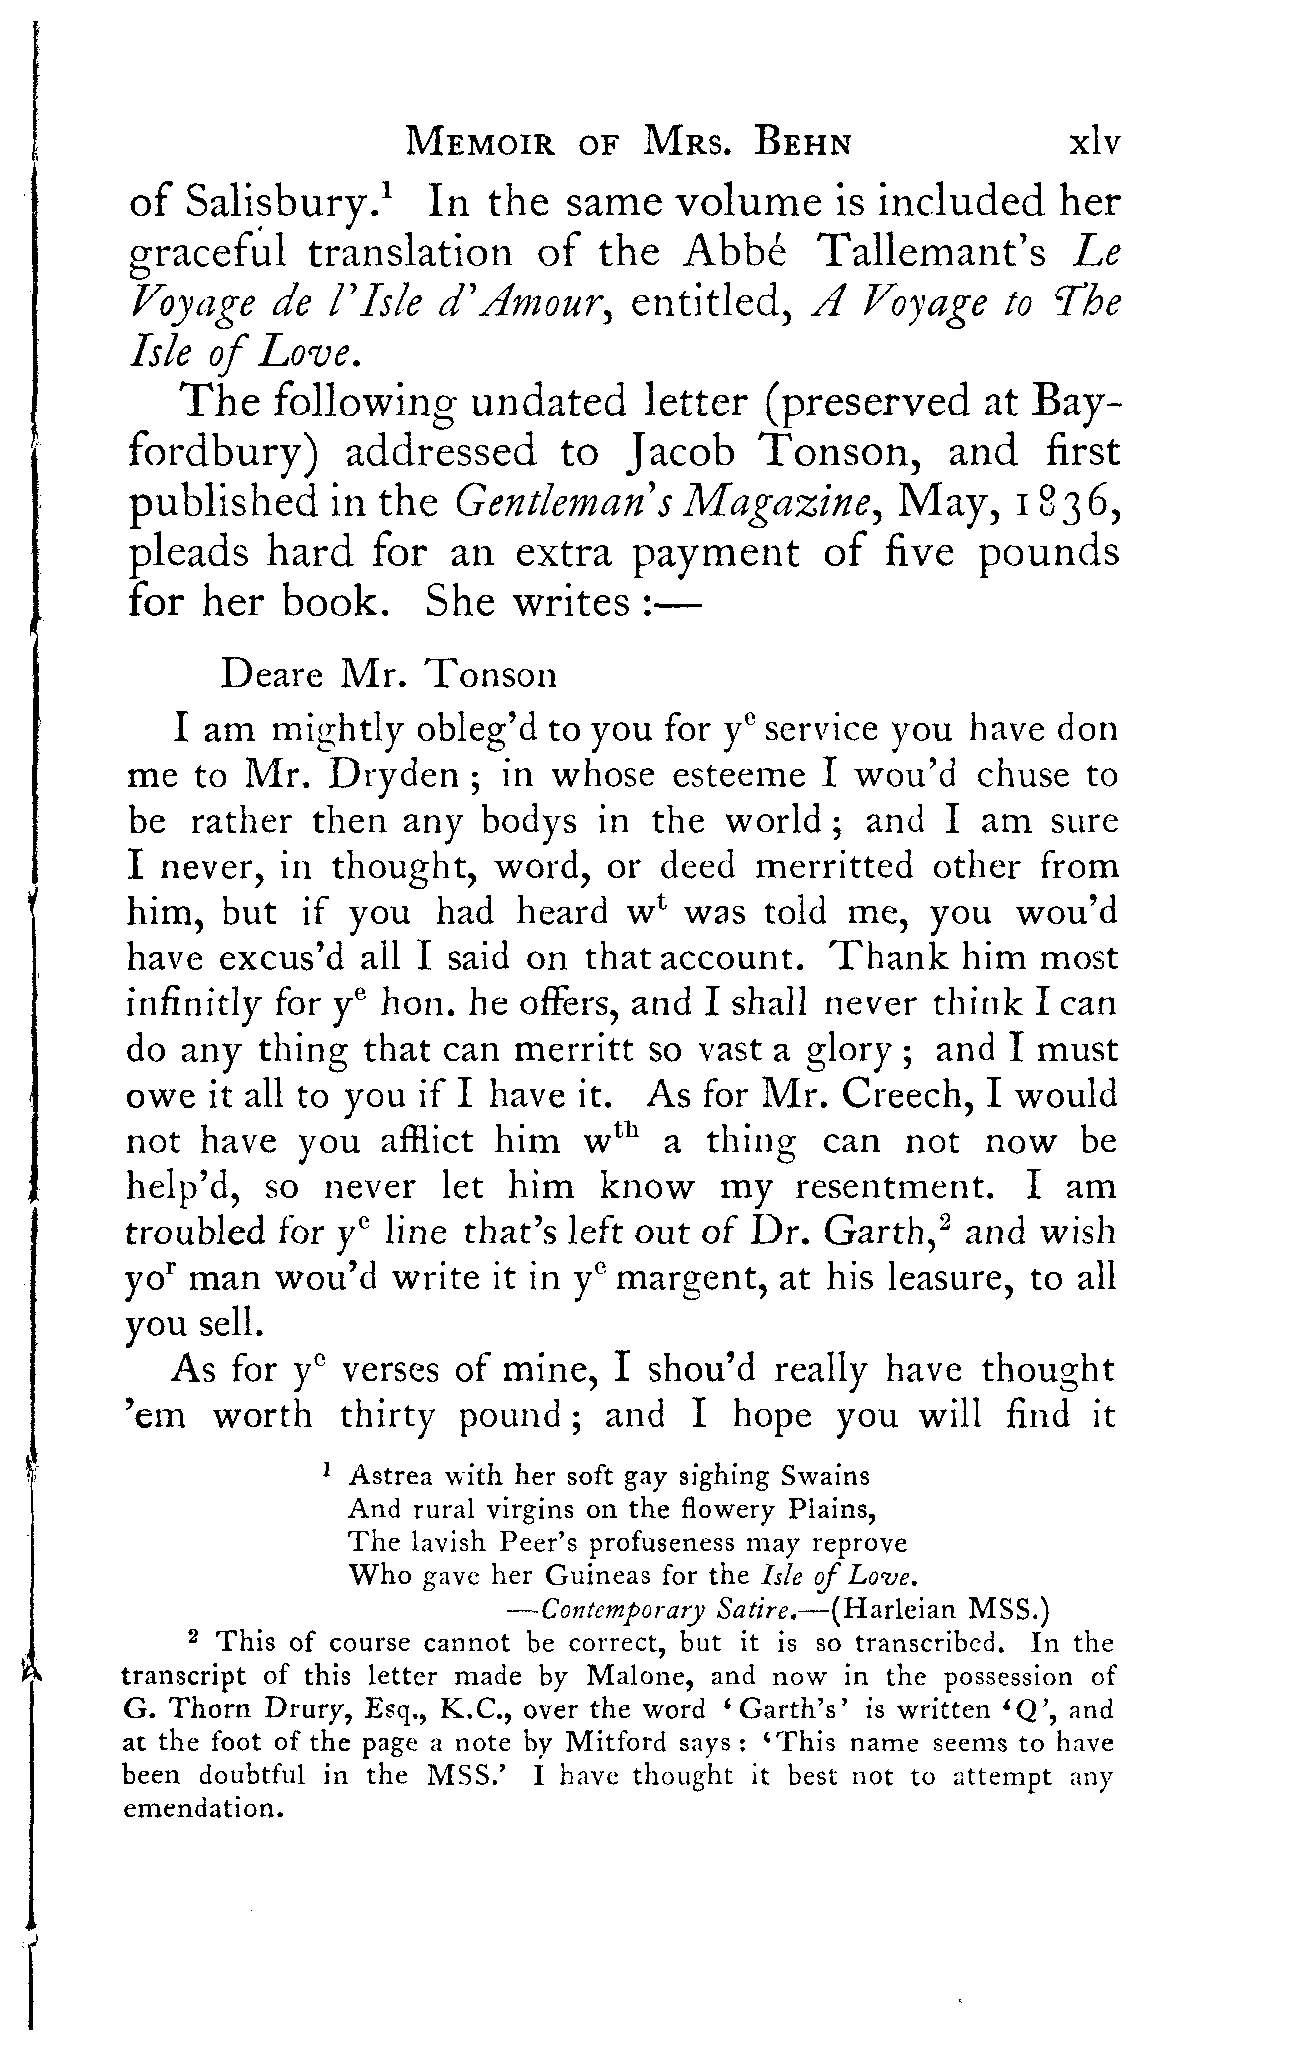 Memoir of Mrs. Behn xlv
of Salisbury.¹ In the same volume is included her
graceful translation of the Abbé Tallemant's Le
Voyage de l'Isle d'Amour, entitled, A Voyage to The
Isle of Love.
The following undated letter (preserved at Bay-
fordbury) addressed to Jacob Tonson, and first
published in the Gentleman's Magazine, May, 1836,
pleads hard for an extra payment of five pounds
for her book. She writes :—
Deare Mr. Tonson
I am mightly obleg'd to you for yᵉ service you have don
me to Mr. Dryden ; in whose esteeme I wou'd chuse to
be rather then any bodys in the world ; and I am sure
I never, in thought, word, or deed merritted other from
him, but if you had heard wᵗ was told me, you wou'd
have excus'd all I said on that account. Thank him most
infinitly for yᵉ hon. he offers, and I shall never think I can
do any thing that can merritt so vast a glory ; and I must
owe it all to you if I have it. As for Mr. Creech, I would
not have you afflict him wᵗʰ a thing can not now be
help'd, so never let him know my resentment. I am
troubled for yᵉ line that's left out of Dr. Garth,² and wish
yoʳ man wou'd write it in yᵉ margent, at his leasure, to all
you sell.
As for yᵉ verses of mine, I shou'd really have thought
'em worth thirty pound ; and I hope you will find it
¹ Astrea with her soft gay sighing Swains
And rural virgins on the flowery Plains,
The lavish Peer's profuseness may reprove
Who gave her Guineas for the Isle of Love.
—Contemporary Satire.—(Harleian MSS.)
² This of course cannot be correct, but it is so transcribed. In the
transcript of this letter made by Malone, and now in the possession of
G. Thorn Drury, Esq., K.C., over the word ‘Garth's’ is written ‘Q’, and
at the foot of the page a note by Mitford says : ‘This name seems to have
been doubtful in the MSS.’ I have thought it best not to attempt any
emendation.